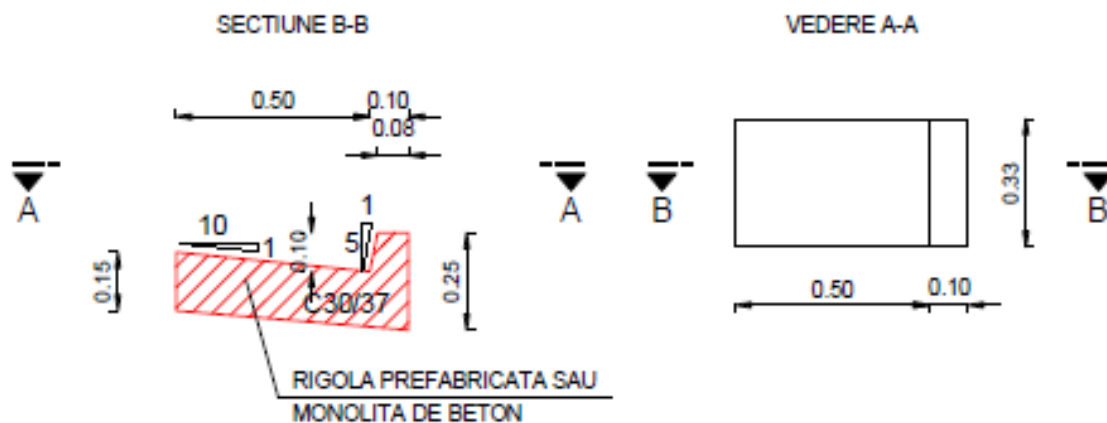 SECTIUNE B-B
VEDERE A-A
0.50 0.10
0.08
A A B B
10 1 0.10 5 1
0.15 0.25 0.33
C30/37
0.50 0.10
RIGOLA PREFABRICATA SAU
MONOLITA DE BETON